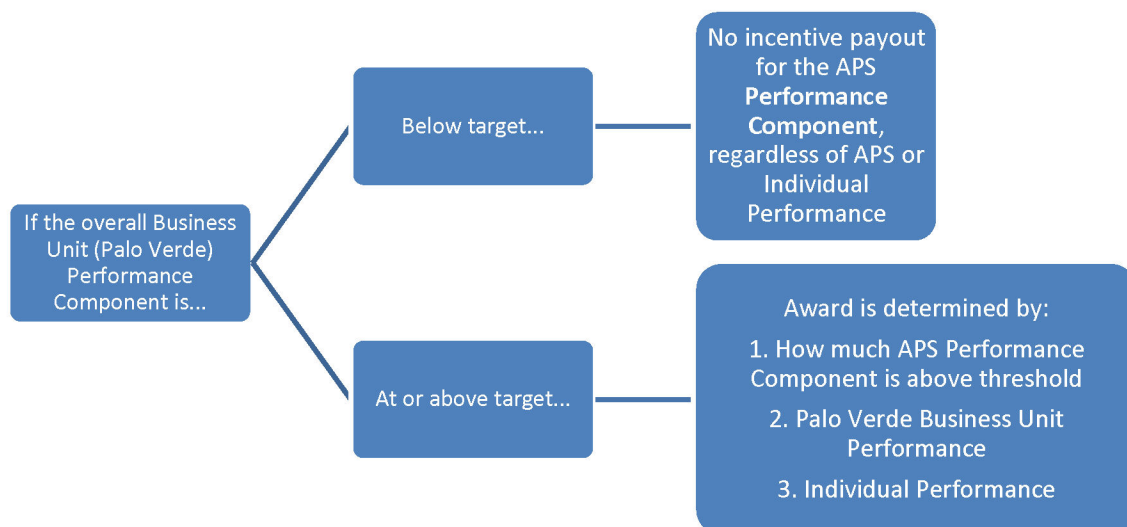 If the overall Business
Unit (Palo Verde)
Performance
Component is...
Below target...
No incentive payout
for the APS
Performance
Component,
regardless of APS or
Individual
Performance
At or above target...
Award is determined by:
1. How much APS Performance
Component is above threshold
2. Palo Verde Business Unit
Performance
3. Individual Performance